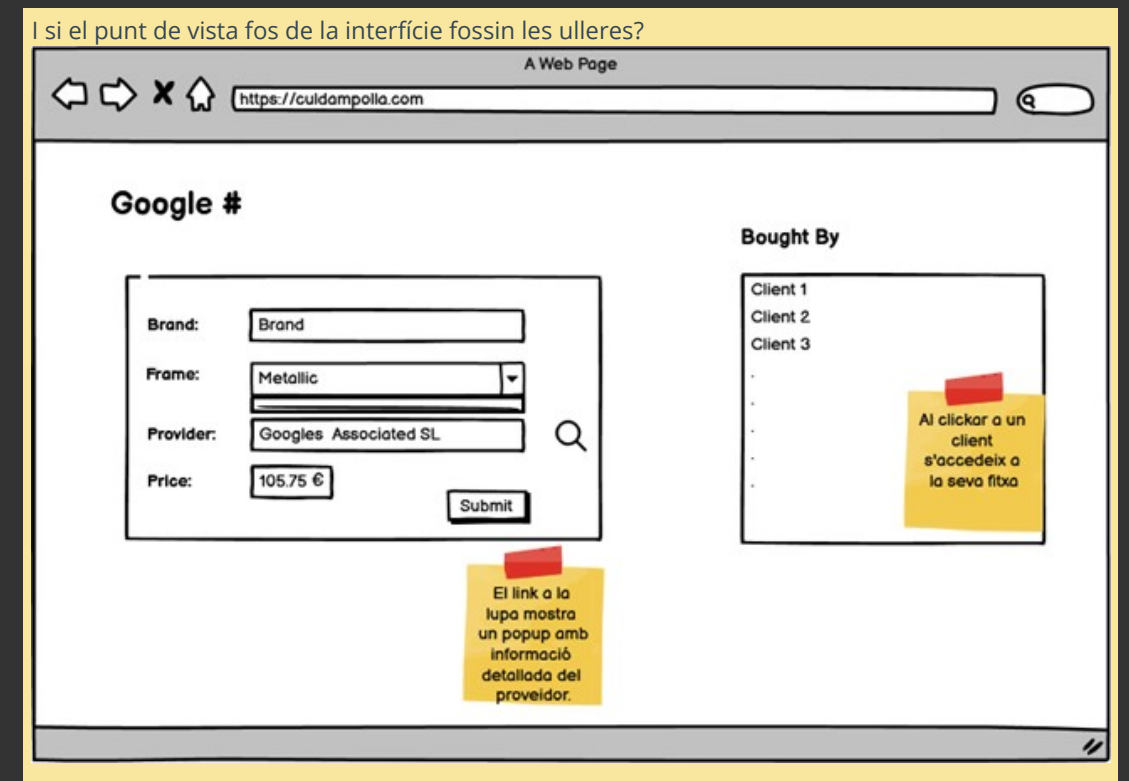 I si el punt de vista fos de la interfície fossin les ulleres?
A Web Page
https://culdampolla.com
Google #
Bought By
Client 1
Client 2
Client 3
.
.
.
.
.
Brand:
Brand
Frame:
Metallic
Provider:
Googles Associated SL
Price:
105.75 €
Submit
Al clickar a un
client
s'accedeix a
la seva fitxa
El link a la
lupa mostra
un popup amb
informació
detallada del
proveidor.